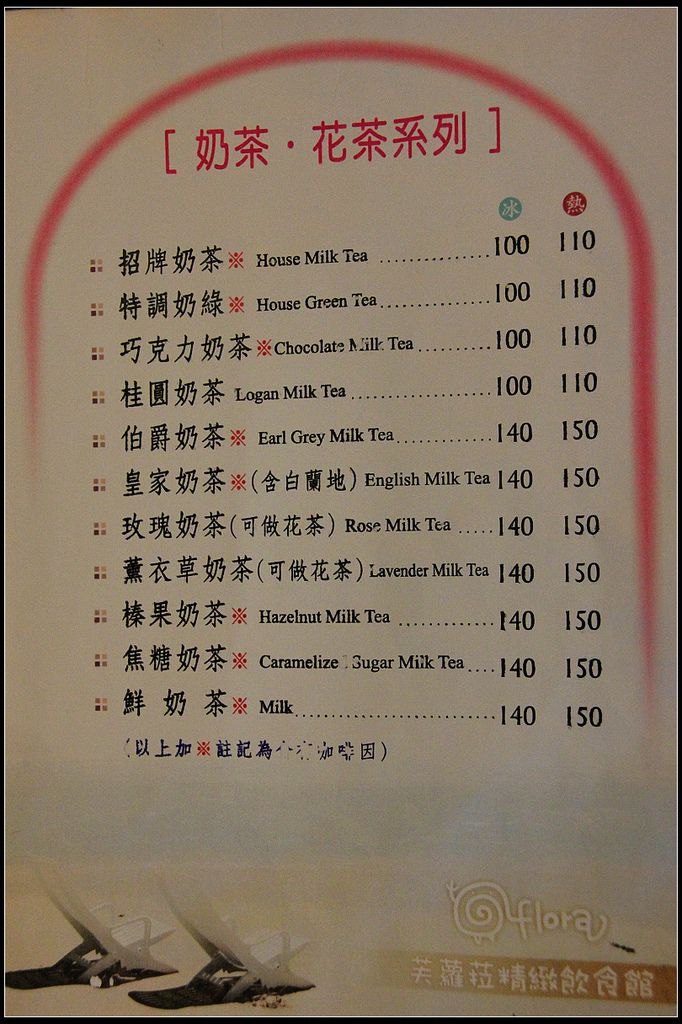 [ 奶茶·花茶系列 ]
冰 熱
招牌奶茶※ House Milk Tea 100 110
特調奶綠※ House Green Tea 100 110
巧克力奶茶※ Chocolate Milk Tea 100 110
桂圓奶茶 Logan Milk Tea 100 110
伯爵奶茶※ Earl Grey Milk Tea 140 150
皇家奶茶※(含白蘭地) English Milk Tea 140 150
玫瑰奶茶(可做花茶) Rose Milk Tea 140 150
薰衣草奶茶(可做花茶) Lavender Milk Tea 140 150
榛果奶茶※ Hazelnut Milk Tea 140 150
焦糖奶茶※ Caramelize Sugar Milk Tea 140 150
鮮奶茶※ Milk 140 150
(以上加※註記為含有咖啡因)
flora
芙蘿菈精緻飲食館